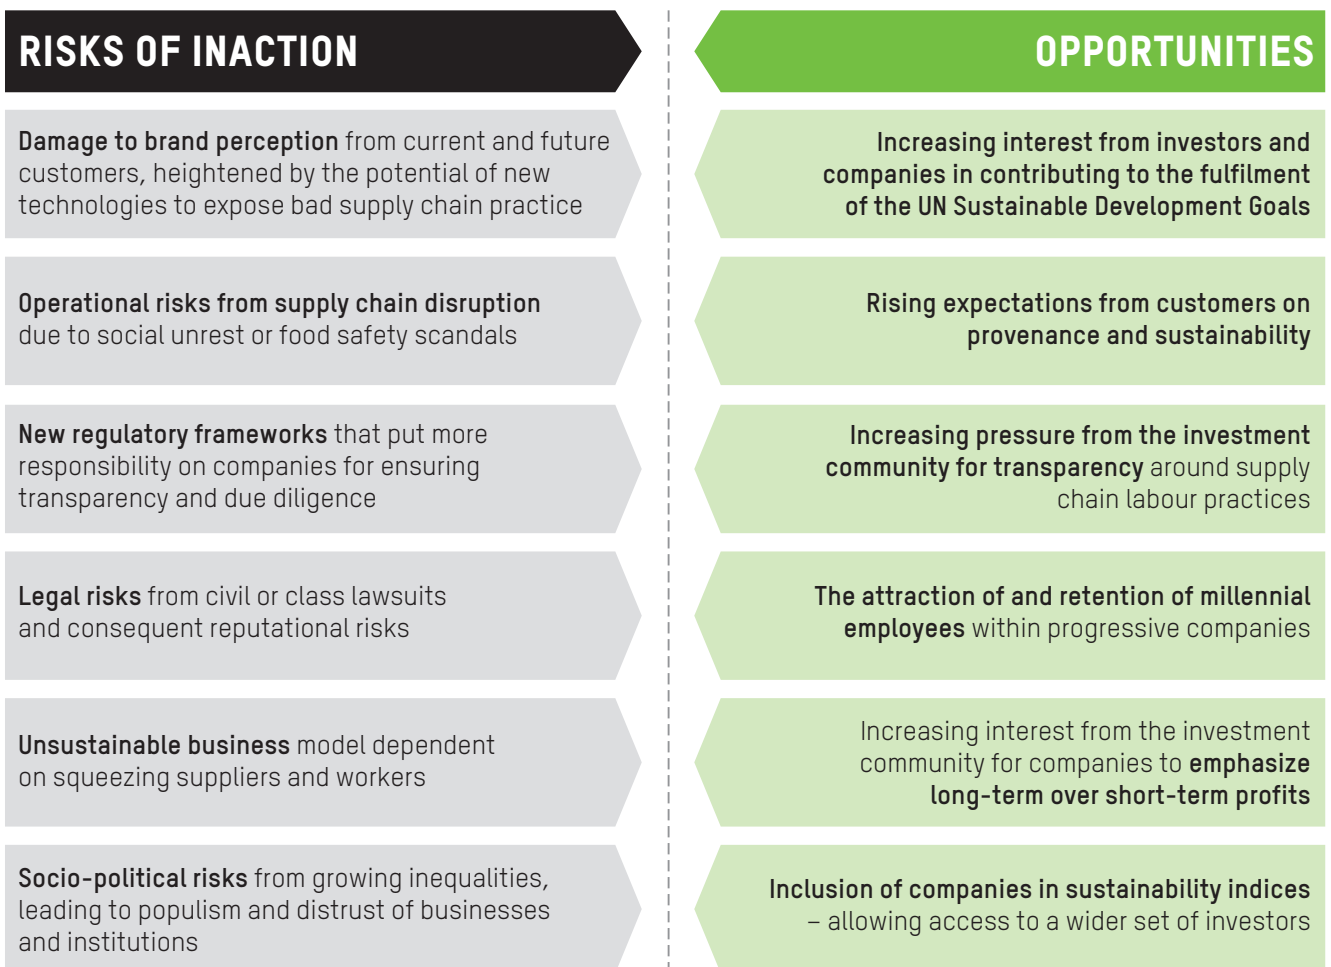 RISKS OF INACTION
Damage to brand perception from current and future
customers, heightened by the potential of new
technologies to expose bad supply chain practice
Operational risks from supply chain disruption
due to social unrest or food safety scandals
New regulatory frameworks that put more
responsibility on companies for ensuring
transparency and due diligence
Legal risks from civil or class lawsuits
and consequent reputational risks
Unsustainable business model dependent
on squeezing suppliers and workers
Socio-political risks from growing inequalities,
leading to populism and distrust of businesses
and institutions
OPPORTUNITIES
Increasing interest from investors and
companies in contributing to the fulfilment
of the UN Sustainable Development Goals
Rising expectations from customers on
provenance and sustainability
Increasing pressure from the investment
community for transparency around supply
chain labour practices
The attraction of and retention of millennial
employees within progressive companies
Increasing interest from the investment
community for companies to emphasize
long-term over short-term profits
Inclusion of companies in sustainability indices
– allowing access to a wider set of investors